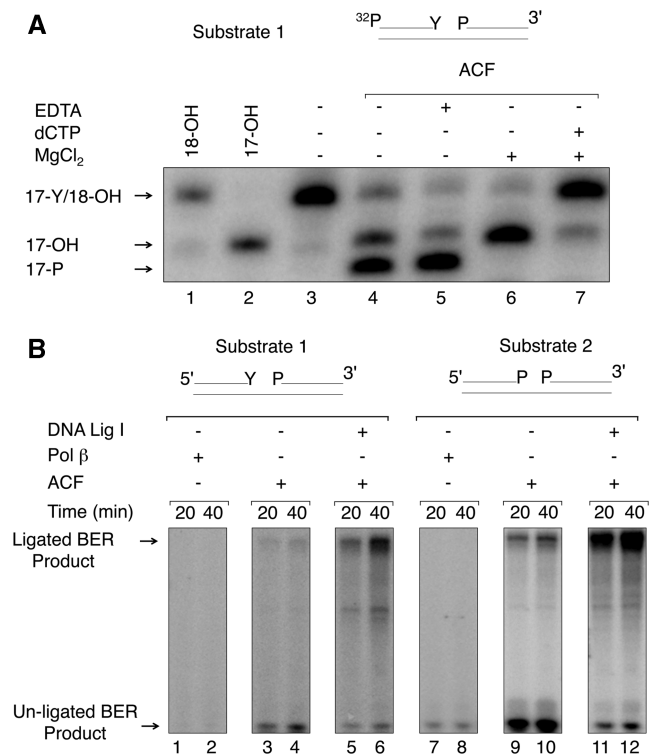 A
Substrate 1
32P Y P 3'
ACF
EDTA - - + - -
dCTP - - - - +
MgCl2 - - - + +
18-OH 17-OH
17-Y/18-OH →
17-OH →
17-P →
1 2 3 4 5 6 7
B
Substrate 1 Substrate 2
5' Y P 3' 5' P P 3'
DNA Lig I - - + - - +
Pol β + - - + - -
ACF - + + - + +
Time (min) 20 40 20 40 20 40 20 40 20 40 20 40
Ligated BER →
Product
Un-ligated BER
Product →
1 2 3 4 5 6 7 8 9 10 11 12